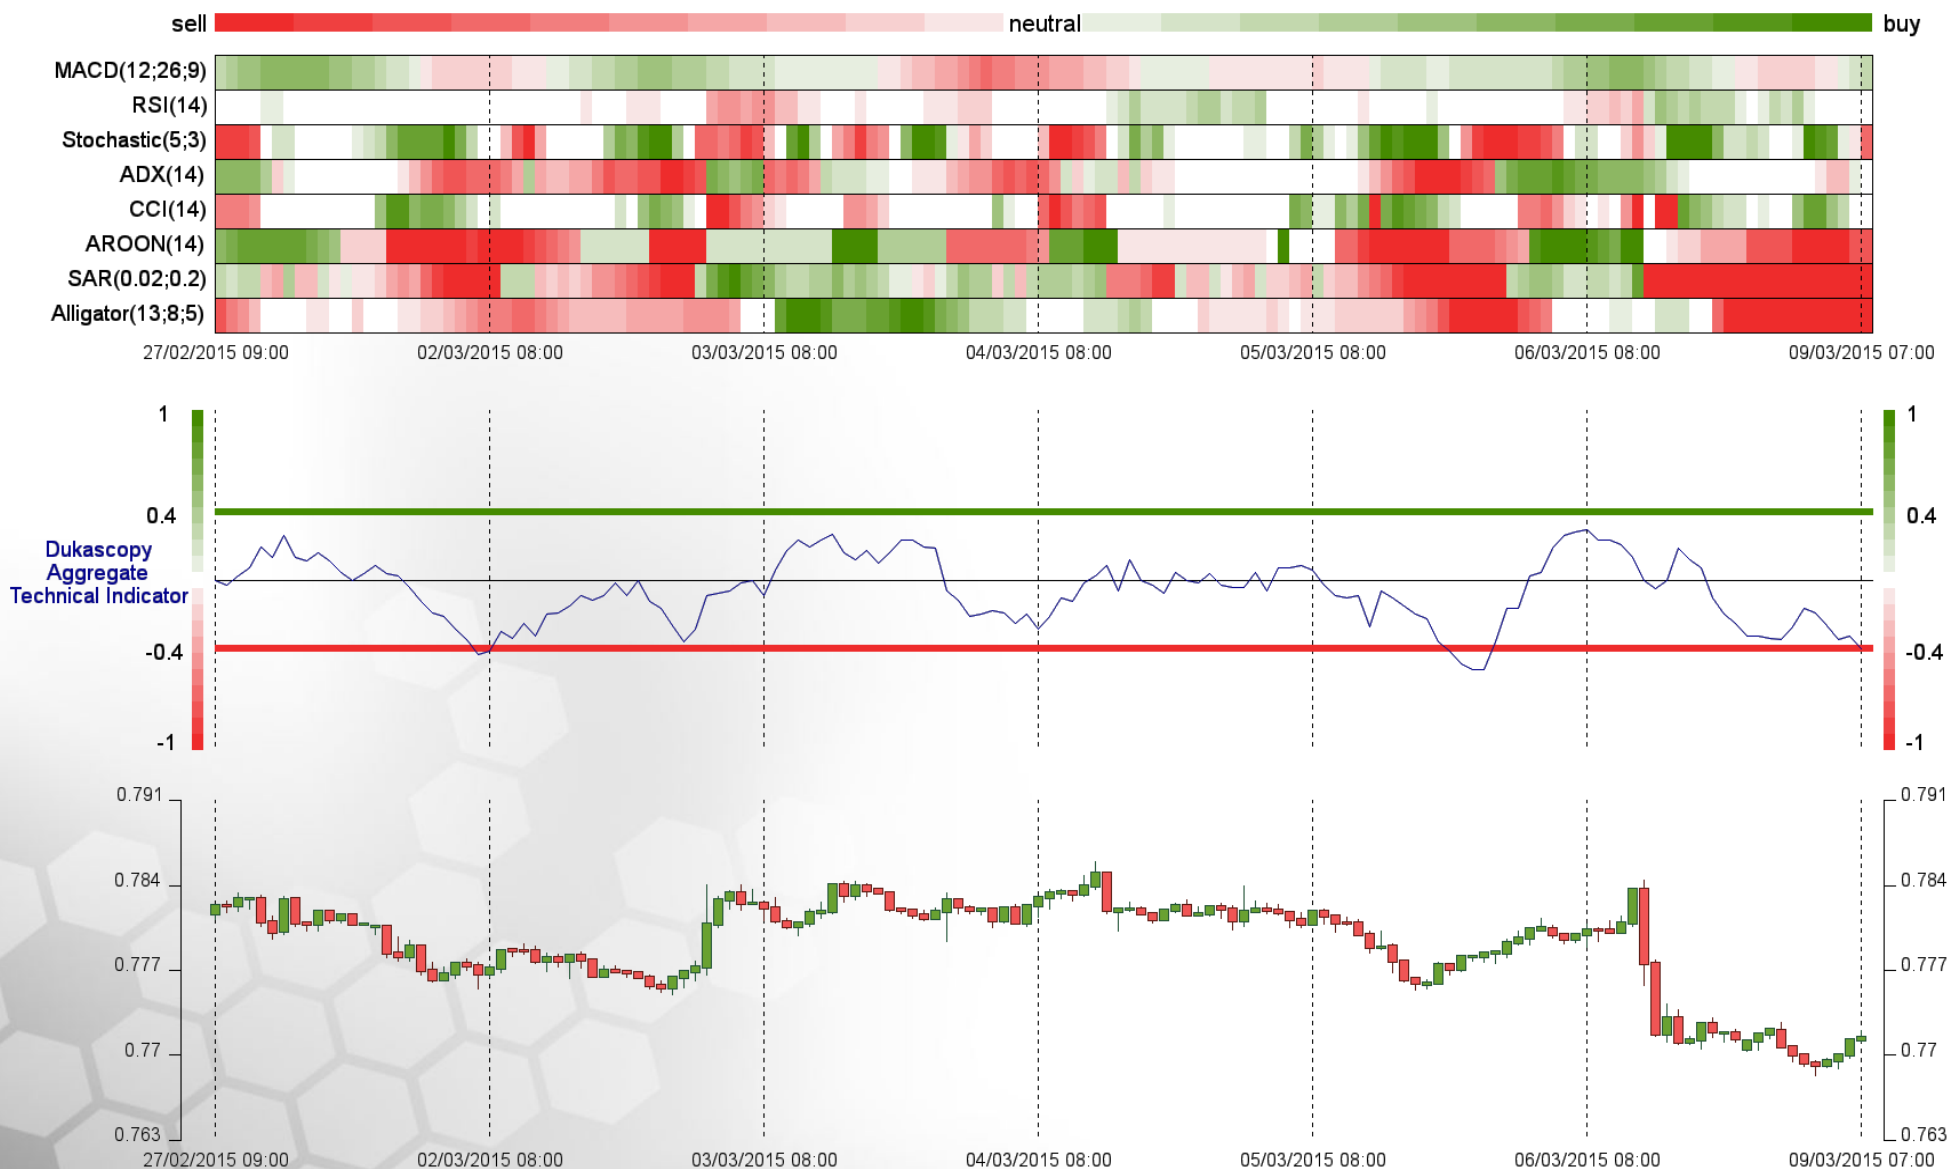 sell neutral buy
MACD(12;26;9)
RSI(14)
Stochastic(5;3)
ADX(14)
CCI(14)
AROON(14)
SAR(0.02;0.2)
Alligator(13;8;5)
27/02/2015 09:00 02/03/2015 08:00 03/03/2015 08:00 04/03/2015 08:00 05/03/2015 08:00 06/03/2015 08:00 09/03/2015 07:00
1 1
0.4 0.4
Dukascopy
Aggregate
Technical Indicator
-0.4 -0.4
-1 -1
0.791 0.791
0.784 0.784
0.777 0.777
0.77 0.77
0.763 0.763
27/02/2015 09:00 02/03/2015 08:00 03/03/2015 08:00 04/03/2015 08:00 05/03/2015 08:00 06/03/2015 08:00 09/03/2015 07:00